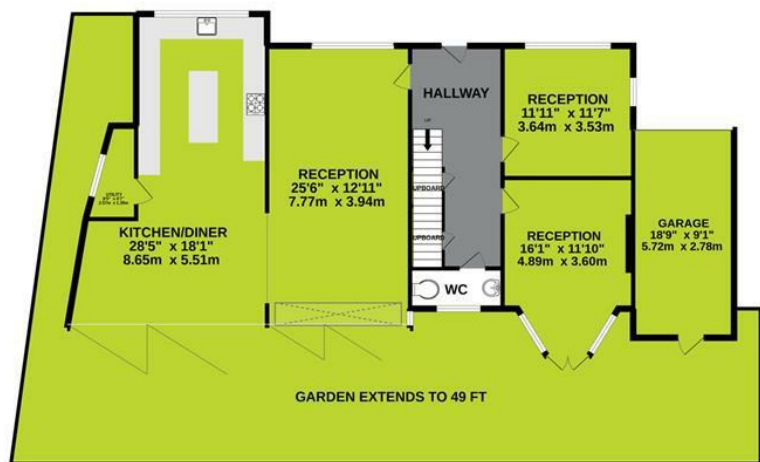 HALLWAY
UP
RECEPTION
11'11" x 11'7"
3.64m x 3.53m
RECEPTION
25'6" x 12'11"
7.77m x 3.94m
UPBOARD
UPBOARD
UTILITY
KITCHEN/DINER
28'5" x 18'1"
8.65m x 5.51m
RECEPTION
16'1" x 11'10"
4.89m x 3.60m
GARAGE
18'9" x 9'1"
5.72m x 2.78m
WC
GARDEN EXTENDS TO 49 FT